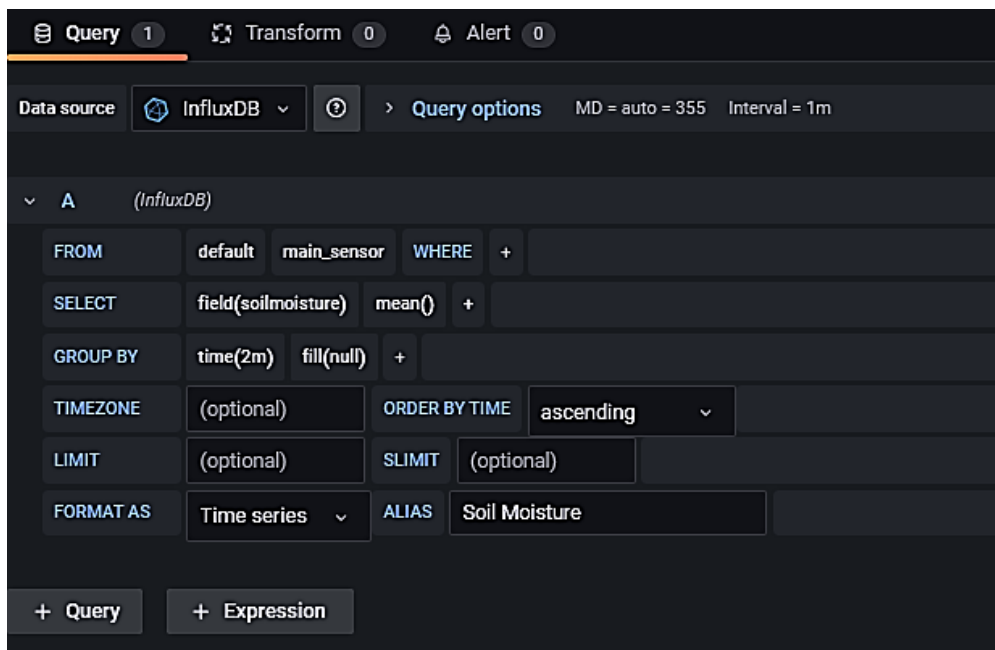 Query 1 Transform 0 Alert 0
Data source InfluxDB Query options MD = auto = 355 Interval = 1m
A (InfluxDB)
FROM default main_sensor WHERE +
SELECT field(soilmoisture) mean() +
GROUP BY time(2m) fill(null) +
TIMEZONE (optional) ORDER BY TIME ascending
LIMIT (optional) SLIMIT (optional)
FORMAT AS Time series ALIAS Soil Moisture
+ Query + Expression